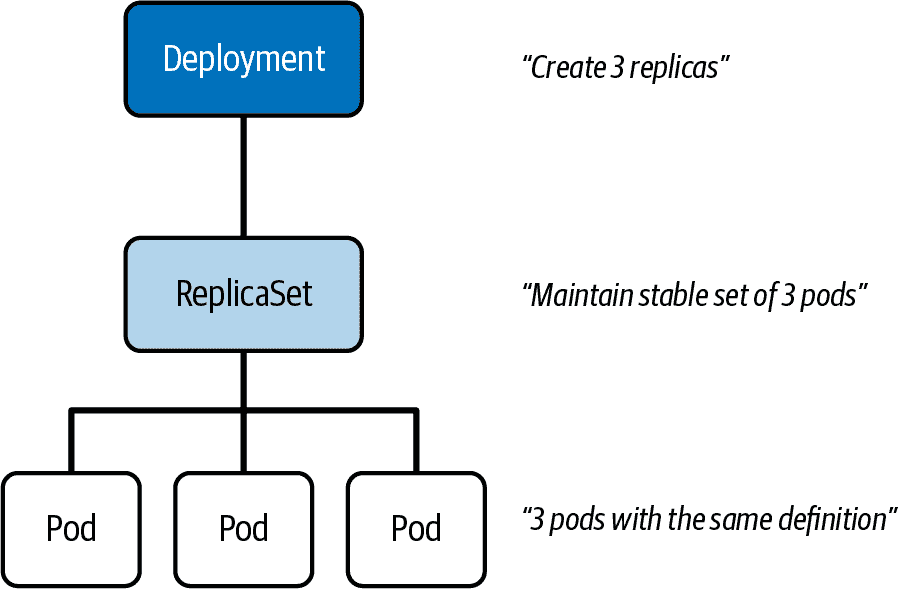 Deployment
“Create 3 replicas”
ReplicaSet
“Maintain stable set of 3 pods”
Pod
Pod
Pod
“3 pods with the same definition”